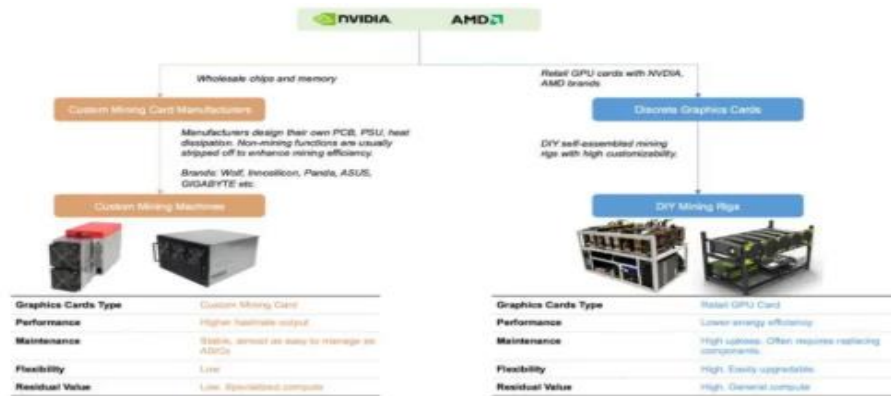 NVIDIA AMD
Wholesale chips and memory
Retail GPU cards with NVDIA,
AMD brands
Custom Mining Card Manufacturers
Discrete Graphics Cards
Manufacturers design their own PCB, PSU, heat
dissipation. Non-mining functions are usually
stripped off to enhance mining efficiency.
Brands: Wolf, Innosilicon, Panda, ASUS,
GIGABYTE etc.
DIY self-assembled mining
rigs with high customizability.
Custom Mining Machines
DIY Mining Rigs
Graphics Cards Type Custom Mining Card
Performance Higher hashrate output
Maintenance Stable, almost as easy to manage as
ASICs
Flexibility Low
Residual Value Low. Specialized compute
Graphics Cards Type Retail GPU Card
Performance Lower energy efficiency
Maintenance High upkeep. Often requires replacing
components.
Flexibility High. Easily upgradable.
Residual Value High. General compute